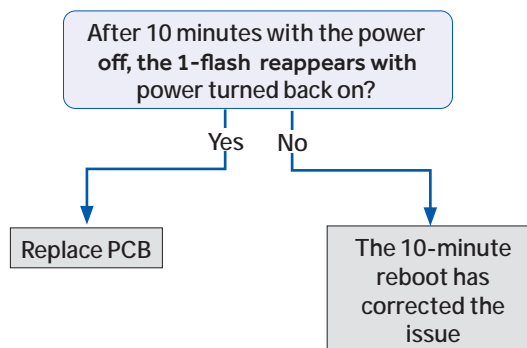 After 10 minutes with the power
off, the 1-flash reappears with
power turned back on?
Yes
No
Replace PCB
The 10-minute
reboot has
corrected the
issue